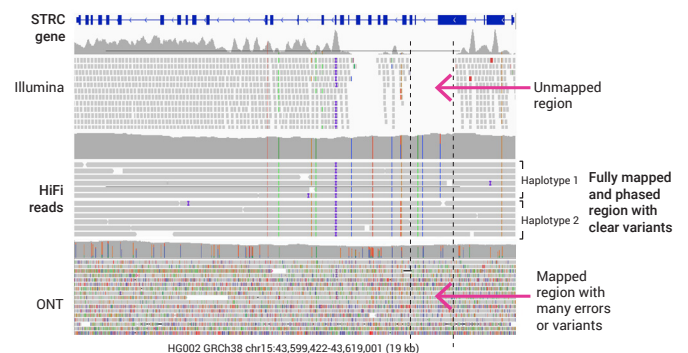 STRC
gene
Illumina
Unmapped
region
HiFi
reads
Haplotype 1
Haplotype 2
Fully mapped
and phased
region with
clear variants
ONT
Mapped
region with
many errors
or variants
HG002 GRCh38 chr15:43,599,422-43,619,001 (19 kb)